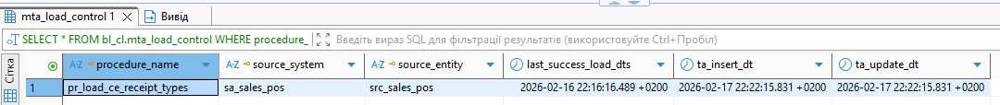 mta_load_control 1 Вивід
SELECT * FROM bl_cl.mta_load_control WHERE procedure_ Введіть вираз SQL для фільтрації результатів (використовуйте Ctrl+Пробіл)
Сітка
procedure_name source_system source_entity last_success_load_dts ta_insert_dt ta_update_dt
1 pr_load_ce_receipt_types sa_sales_pos src_sales_pos 2026-02-16 22:16:16.489 +0200 2026-02-17 22:22:15.831 +0200 2026-02-17 22:22:15.831 +0200